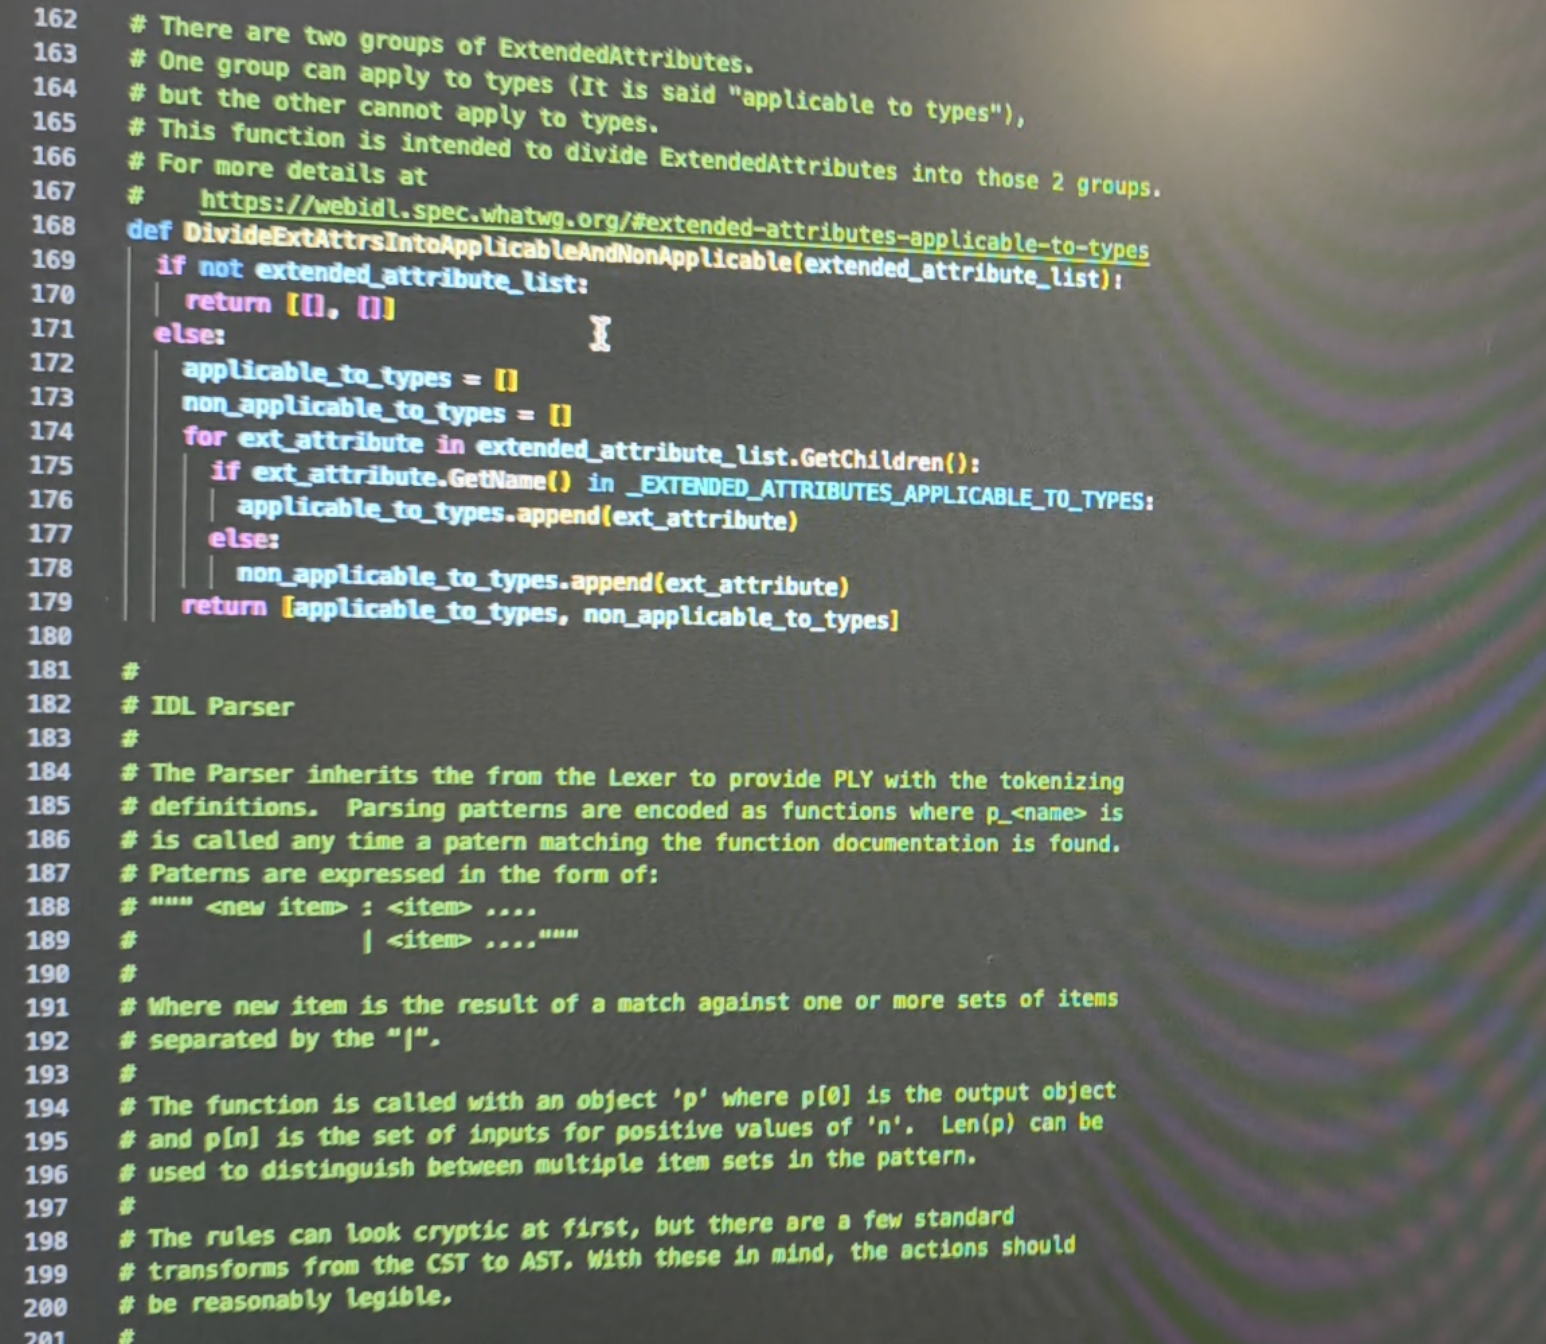 162 # There are two groups of ExtendedAttributes.
163 # One group can apply to types (It is said "applicable to types"),
164 # but the other cannot apply to types.
165 # This function is intended to divide ExtendedAttributes into those 2 groups.
166 # For more details at
167 #    https://webidl.spec.whatwg.org/#extended-attributes-applicable-to-types
168 def DivideExtAttrsIntoApplicableAndNonApplicable(extended_attribute_list):
169   if not extended_attribute_list:
170     return [[], []]
171   else:
172     applicable_to_types = []
173     non_applicable_to_types = []
174     for ext_attribute in extended_attribute_list.GetChildren():
175       if ext_attribute.GetName() in _EXTENDED_ATTRIBUTES_APPLICABLE_TO_TYPES:
176         applicable_to_types.append(ext_attribute)
177       else:
178         non_applicable_to_types.append(ext_attribute)
179     return [applicable_to_types, non_applicable_to_types]
180
181 #
182 # IDL Parser
183 #
184 # The Parser inherits the from the Lexer to provide PLY with the tokenizing
185 # definitions.  Parsing patterns are encoded as functions where p_<name> is
186 # is called any time a patern matching the function documentation is found.
187 # Paterns are expressed in the form of:
188 # """ <new item> : <item> ....
189 #                | <item> ...."""
190 #
191 # Where new item is the result of a match against one or more sets of items
192 # separated by the "|".
193 #
194 # The function is called with an object 'p' where p[0] is the output object
195 # and p[n] is the set of inputs for positive values of 'n'.  Len(p) can be
196 # used to distinguish between multiple item sets in the pattern.
197 #
198 # The rules can look cryptic at first, but there are a few standard
199 # transforms from the CST to AST. With these in mind, the actions should
200 # be reasonably legible.
201 #